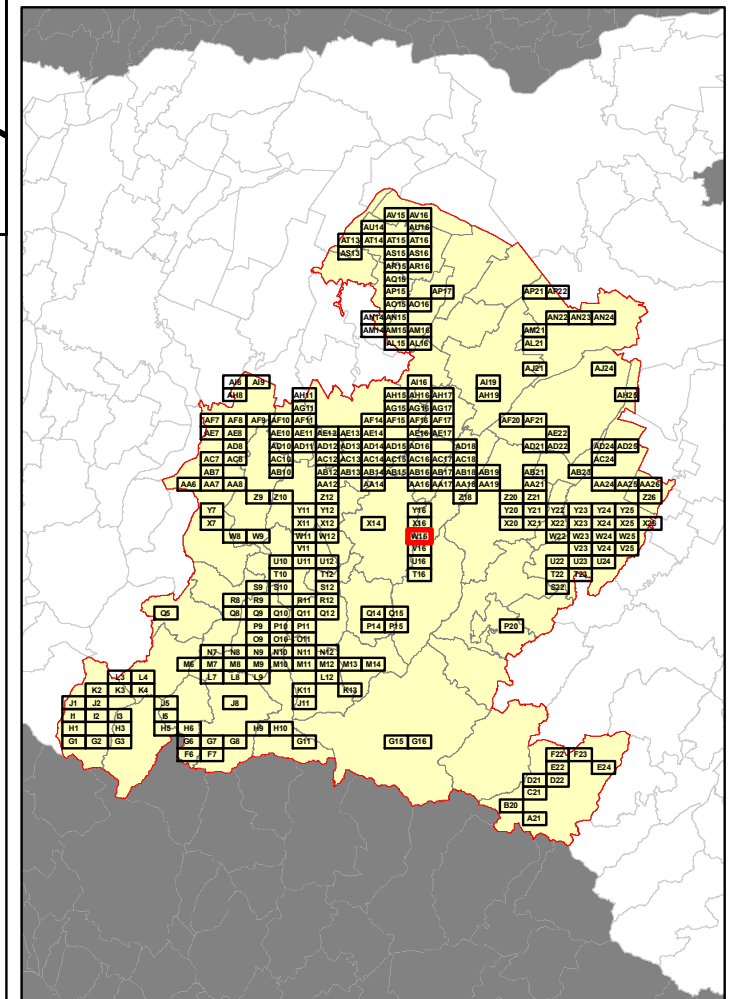 AV15 AV16
AU14 AU16
AT13 AT14 AT15 AT16
AS13 AS15 AS16
AR15 AR16
AQ15
AP15 AP17 AP21 AP22
AO15 AO16
AN14 AN15 AN22 AN23 AN24
AM14 AM15 AM16 AM21
AL15 AL16 AL21
AJ21 AJ24
AI8 AI9 AI16 AI19
AH8 AH11 AH15 AH16 AH17 AH19 AH25
AG11 AG15 AG16 AG17
AF7 AF8 AF9 AF10 AF11 AF14 AF15 AF16 AF17 AF20 AF21
AE7 AE8 AE10 AE11 AE12 AE13 AE14 AE16 AE17 AE22
AD8 AD10 AD11 AD12 AD13 AD14 AD15 AD16 AD18 AD21 AD22 AD24 AD25
AC7 AC8 AC10 AC12 AC13 AC14 AC15 AC16 AC17 AC18 AC24
AB7 AB10 AB12 AB13 AB14 AB15 AB16 AB17 AB18 AB19 AB21 AB23
AA6 AA7 AA8 AA12 AA14 AA16 AA17 AA18 AA19 AA21 AA24 AA25 AA26
Z9 Z10 Z12 Z18 Z20 Z21 Z26
Y7 Y11 Y12 Y16 Y20 Y21 Y22 Y23 Y24 Y25
X7 X11 X12 X14 X16 X20 X21 X22 X23 X24 X25 X26
W8 W9 W11 W12 W16 W22 W23 W24 W25
V11 V16 V23 V24 V25
U10 U11 U12 U16 U22 U23 U24
T10 T12 T16 T22 T23
S9 S10 S12 S22
R8 R9 R11 R12
Q5 Q8 Q9 Q10 Q11 Q12 Q14 Q15
P9 P10 P11 P14 P15 P20
O9 O10 O11
N7 N8 N9 N10 N11 N12
M6 M7 M8 M9 M10 M11 M12 M13 M14
L3 L4 L7 L8 L9 L12
K2 K3 K4 K11 K13
J1 J2 J5 J8 J11
I1 I2 I3 I5
H1 H3 H5 H6 H9 H10
G1 G2 G3 G6 G7 G8 G11 G15 G16
F6 F7 F22 F23
E22 E24
D21 D22
C21
B20
A21